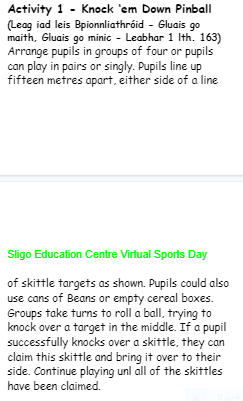 Activity 1 - Knock 'em Down Pinball
(Leag iad leis Bpionnliathróid - Gluais go
maith, Gluais go minic - Leabhar 1 lth. 163)
Arrange pupils in groups of four or pupils
can play in pairs or singly. Pupils line up
fifteen metres apart, either side of a line
Sligo Education Centre Virtual Sports Day
of skittle targets as shown. Pupils could also
use cans of Beans or empty cereal boxes.
Groups take turns to roll a ball, trying to
knock over a target in the middle. If a pupil
successfully knocks over a skittle, they can
claim this skittle and bring it over to their
side. Continue playing unl all of the skittles
have been claimed.